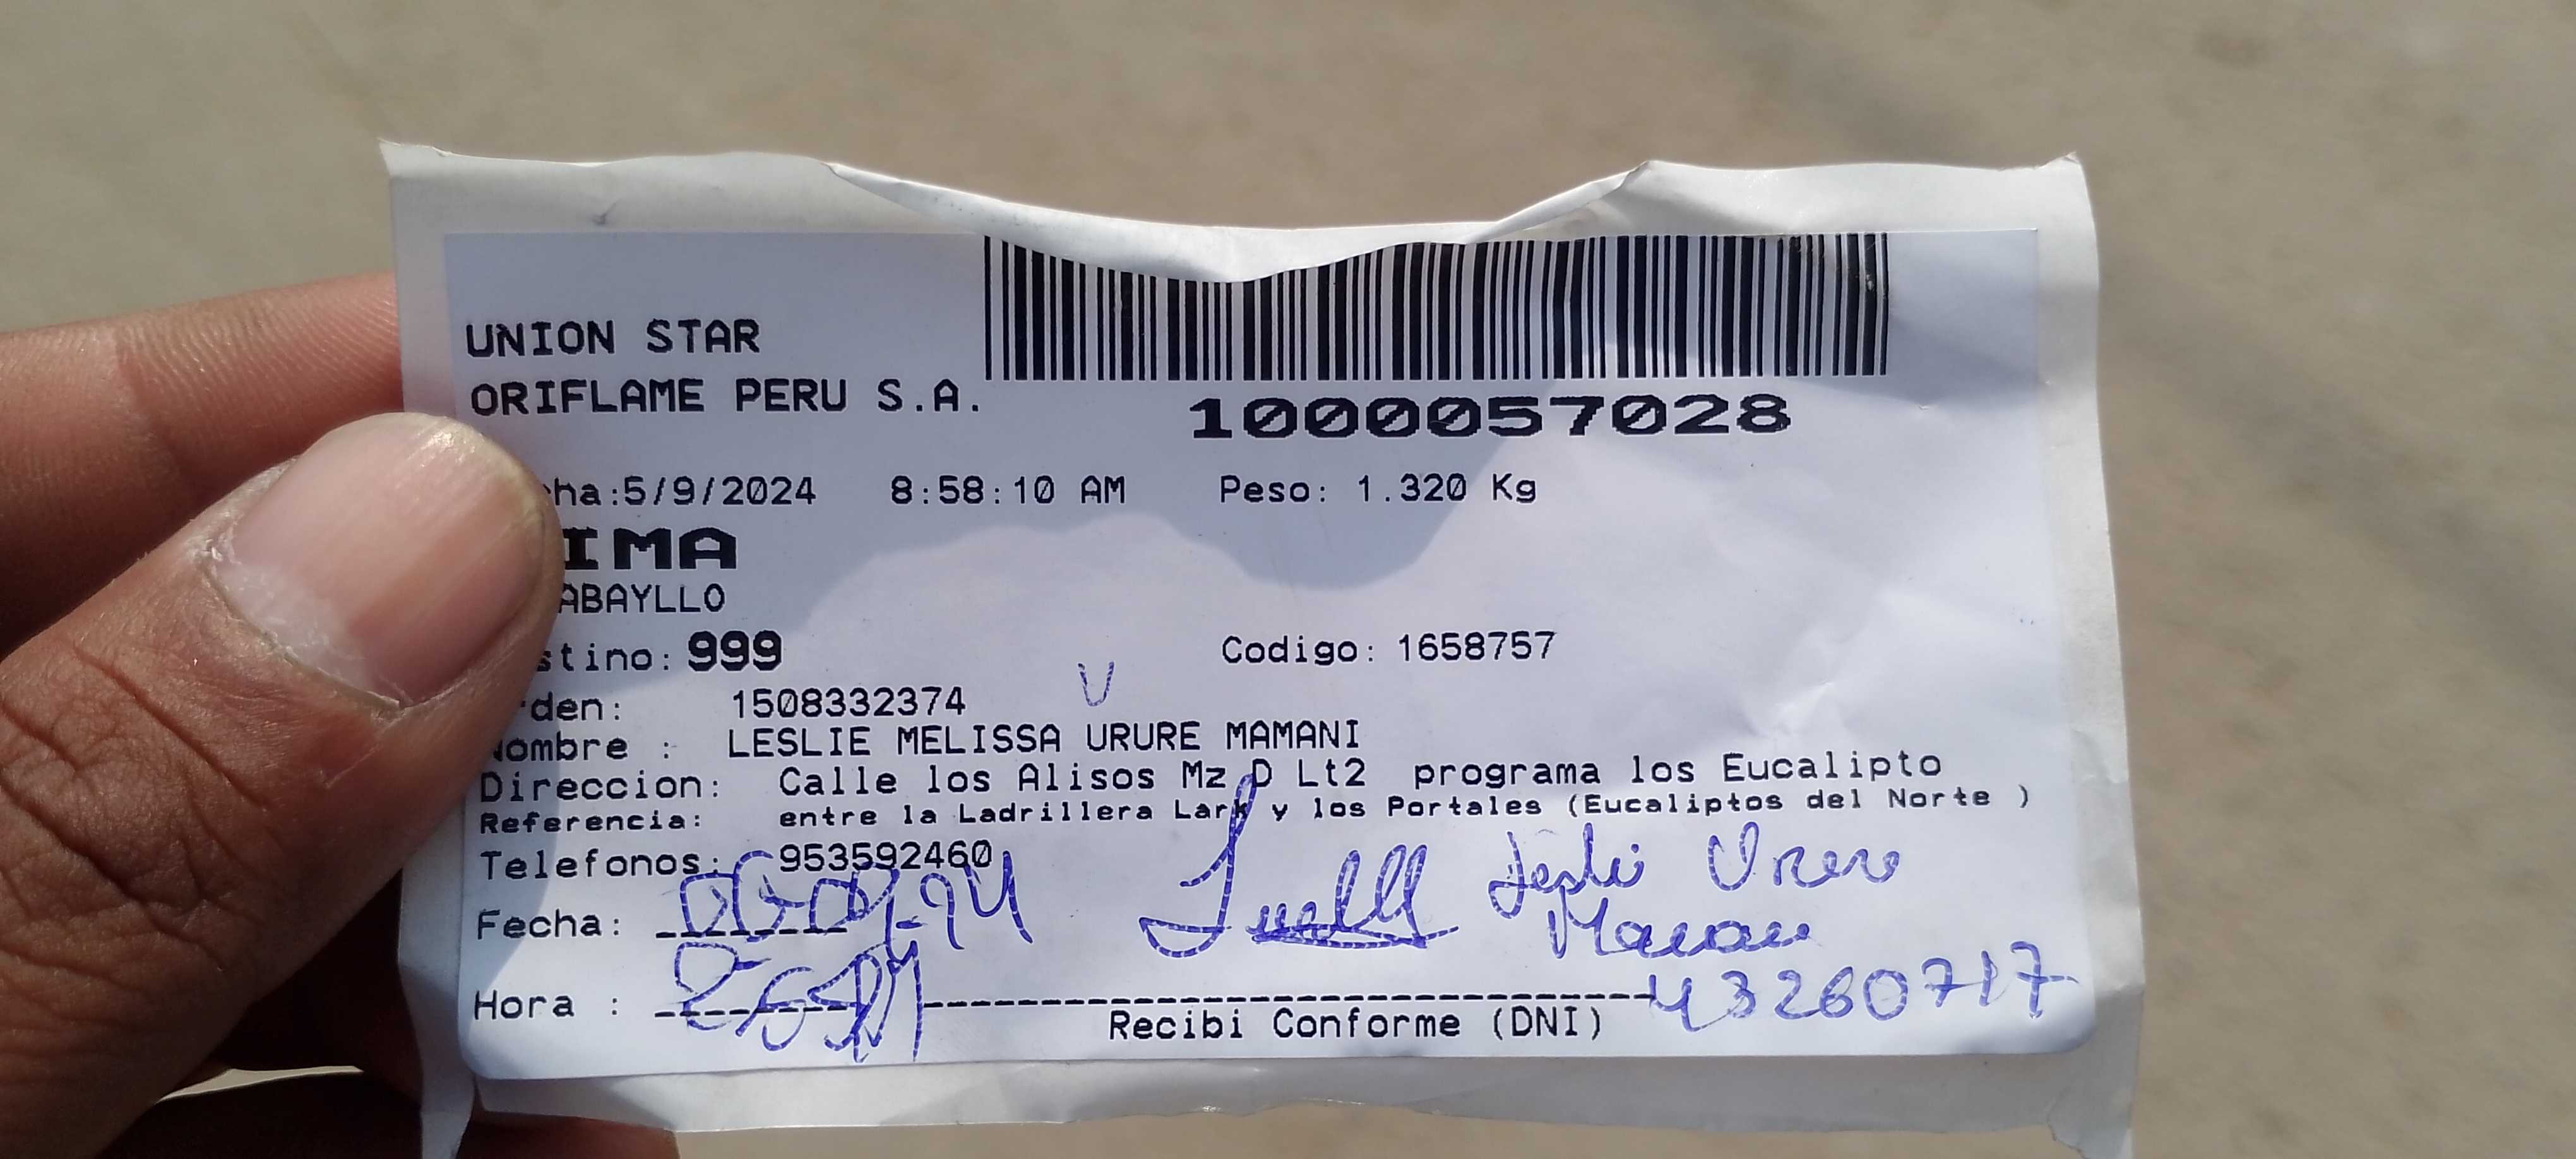 UNION STAR
ORIFLAME PERU S.A.
1000057028
ha:5/9/2024 8:58:10 AM Peso: 1.320 Kg
IMA
ABAYLLO
stino: 999 Codigo: 1658757
den: 1508332374
Nombre : LESLIE MELISSA URURE MAMANI
Direccion: Calle los Alisos Mz D Lt2 programa los Eucalipto
Referencia: entre la Ladrillera Lark y los Portales (Eucaliptos del Norte )
Telefonos: 953592460
Fecha:
Hora :
43260717
Recibi Conforme (DNI)